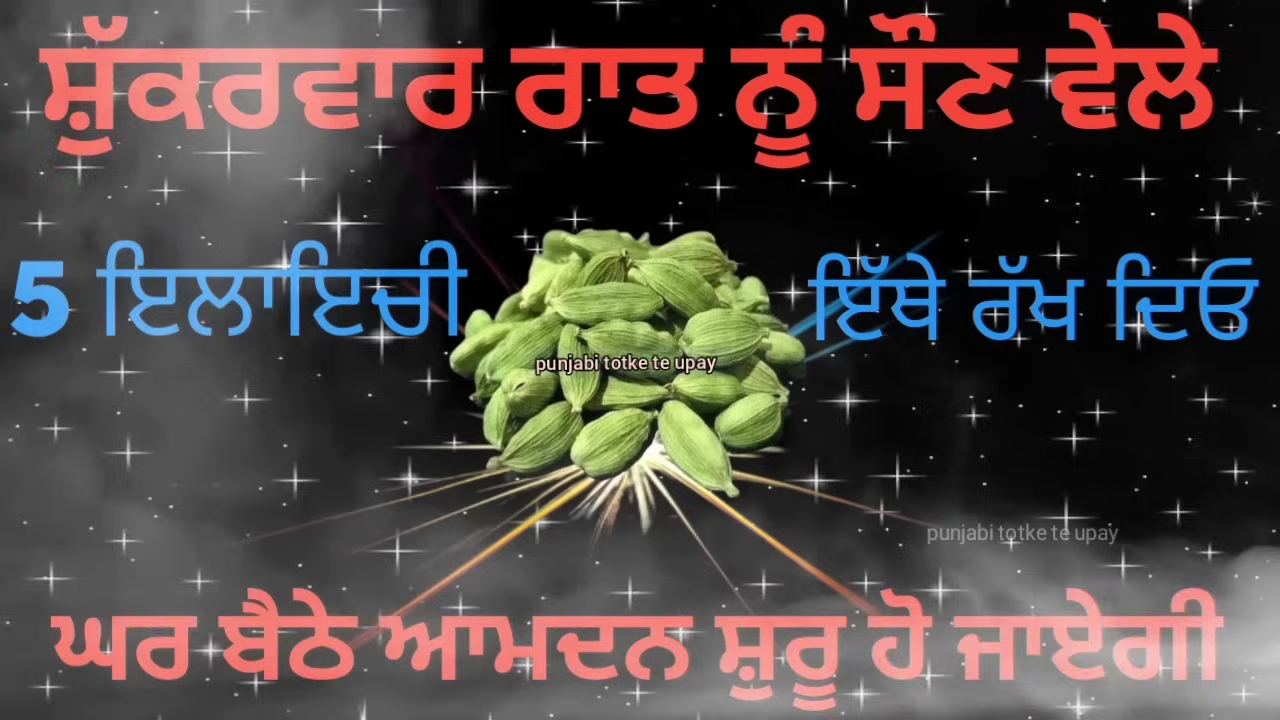 ਸ਼ੁੱਕਰਵਾਰ ਰਾਤ ਨੂੰ ਸੌਣ ਵੇਲੇ
5 ਇਲਾਇਚੀ ਇੱਥੇ ਰੱਖ ਦਿਓ
punjabi totke te upay
punjabi totke te upay
ਘਰ ਬੈਠੇ ਆਮਦਨ ਸ਼ੁਰੂ ਹੋ ਜਾਏਗੀ